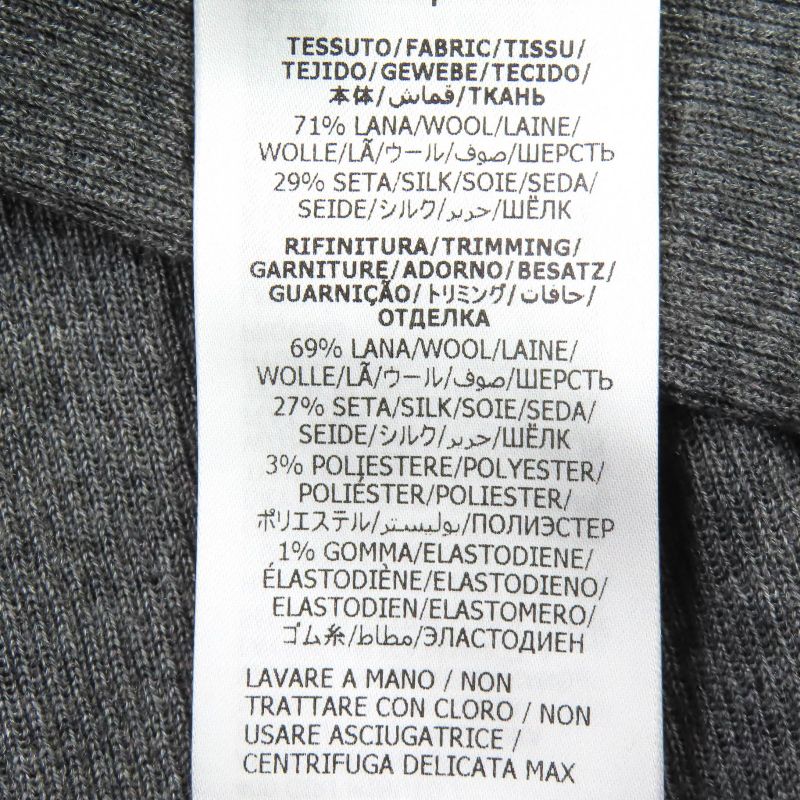 TESSUTO/FABRIC/TISSU/
TEJIDO/GEWEBE/TECIDO/
本体/قماش/ТКАНЬ
71% LANA/WOOL/LAINE/
WOLLE/LÃ/ウール/صوف/ШЕРСТЬ
29% SETA/SILK/SOIE/SEDA/
SEIDE/シルク/حرير/ШЁЛК
RIFINITURA/TRIMMING/
GARNITURE/ADORNO/BESATZ/
GUARNIÇÃO/トリミング/حافات/
ОТДЕЛКА
69% LANA/WOOL/LAINE/
WOLLE/LÃ/ウール/صوف/ШЕРСТЬ
27% SETA/SILK/SOIE/SEDA/
SEIDE/シルク/حرير/ШЁЛК
3% POLIESTERE/POLYESTER/
POLIÉSTER/POLIESTER/
ポリエステル/بوليستر/ПОЛИЭСТЕР
1% GOMMA/ELASTODIENE/
ÉLASTODIÈNE/ELASTODIENO/
ELASTODIEN/ELASTOMERO/
ゴム糸/مطاط/ЭЛАСТОДИЕН
LAVARE A MANO / NON
TRATTARE CON CLORO / NON
USARE ASCIUGATRICE /
CENTRIFUGA DELICATA MAX